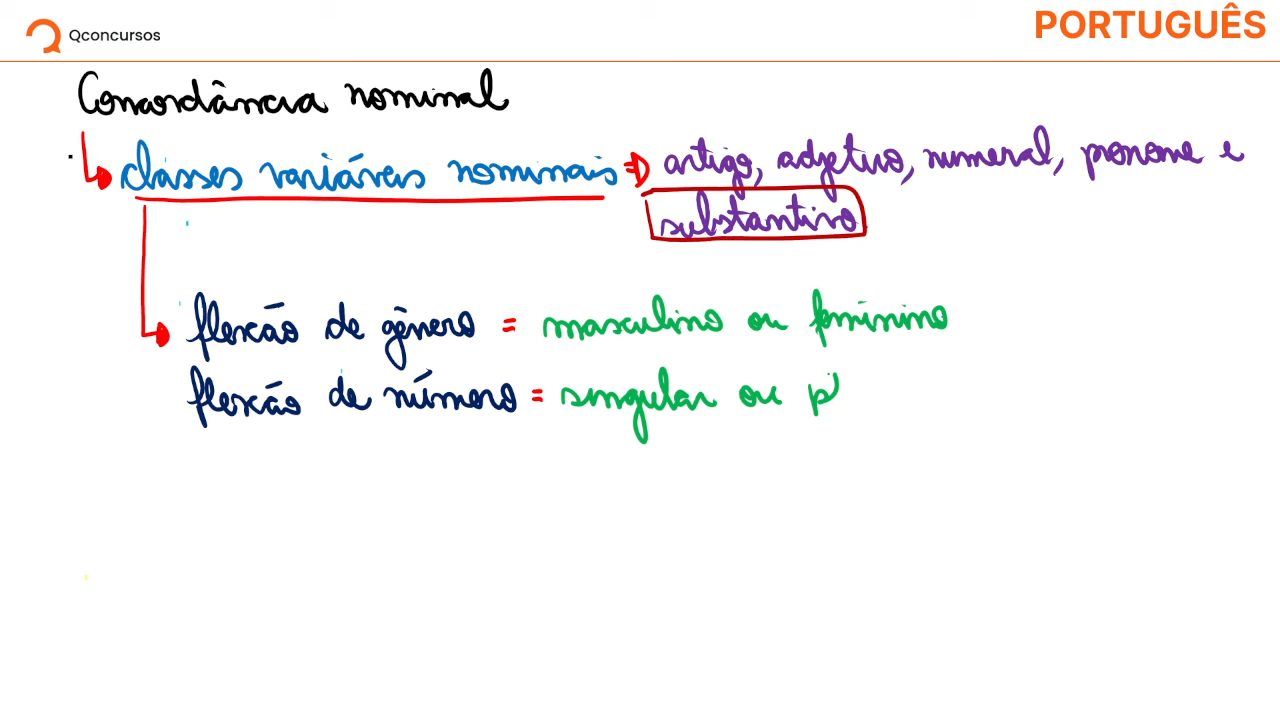 Qconcursos
PORTUGUÊS
Concordância nominal
classes variáveis nominais artigo, adjetivo, numeral, pronome e
substantivo
flexão de gênero = masculino ou feminino
flexão de número = singular ou p